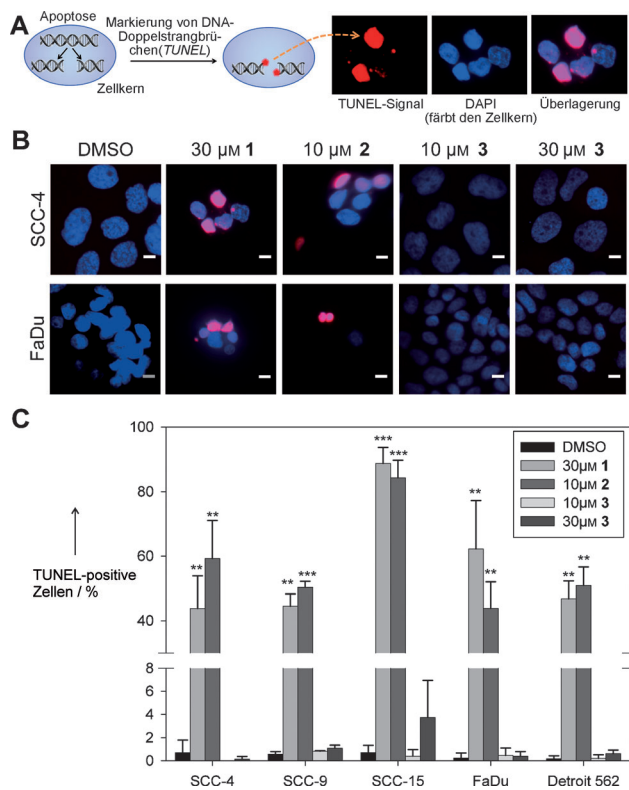 A
Apoptose
Zellkern
Markierung von DNA-
Doppelstrangbrü-
chen(TUNEL)
TUNEL-Signal
DAPI
(färbt den Zellkern)
Überlagerung
B
DMSO
30 µM 1
10 µM 2
10 µM 3
30 µM 3
SCC-4
FaDu
C
TUNEL-positive
Zellen / %
100
80
60
40
8
6
4
2
0
** **
** ***
*** ***
** **
** **
DMSO
30µM 1
10µM 2
10µM 3
30µM 3
SCC-4
SCC-9
SCC-15
FaDu
Detroit 562